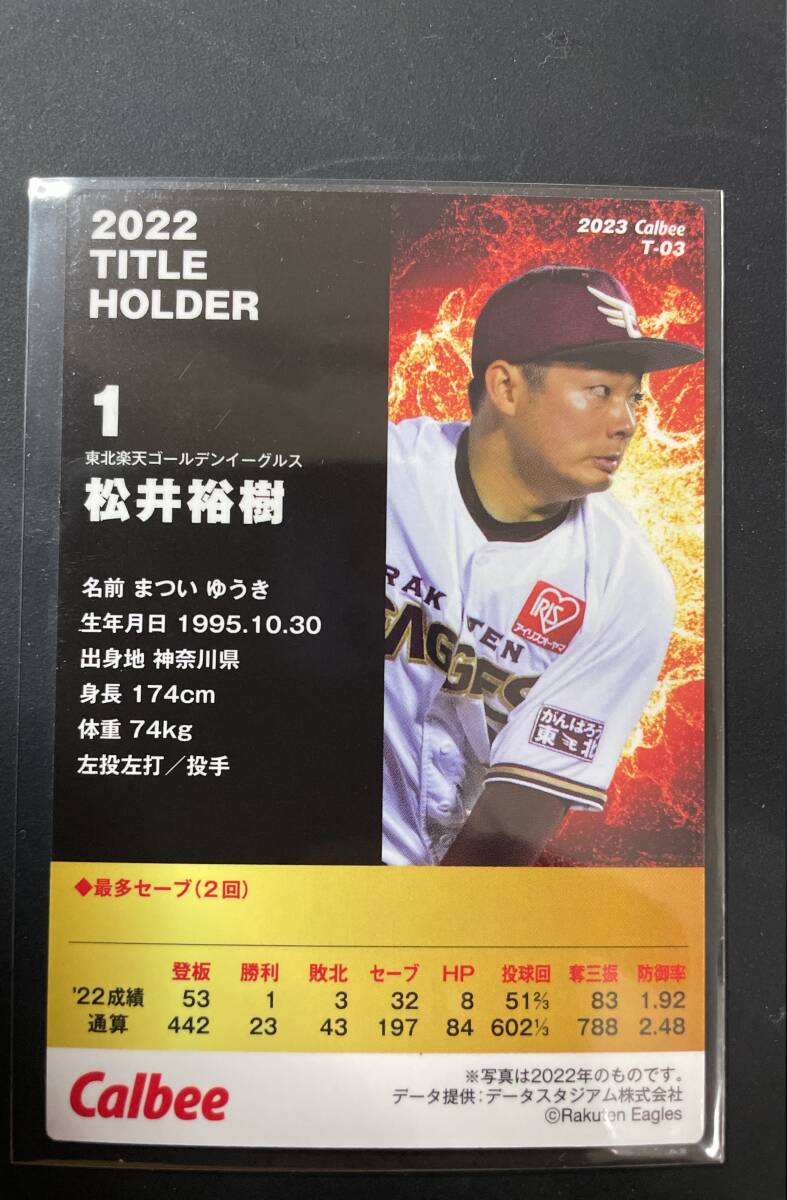 2022
TITLE
HOLDER
2023 Calbee
T-03
1
東北楽天ゴールデンイーグルス
松井裕樹
名前 まつい ゆうき
生年月日 1995.10.30
出身地 神奈川県
身長 174cm
体重 74kg
左投左打／投手
RAKUTEN
EAGLES
IRIS
アイリスオーヤマ
がんばろう
東北
◆最多セーブ(2回)
登板 勝利 敗北 セーブ HP 投球回 奪三振 防御率
'22成績 53 1 3 32 8 51⅔ 83 1.92
通算 442 23 43 197 84 602⅓ 788 2.48
Calbee
※写真は2022年のものです。
データ提供:データスタジアム株式会社
©Rakuten Eagles